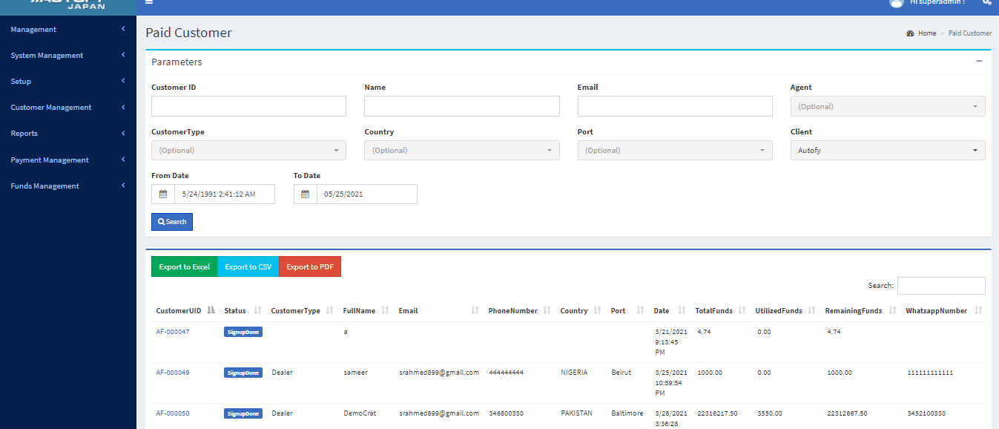 JAPAN
Hi superadmin !
Management
System Management
Setup
Customer Management
Reports
Payment Management
Funds Management
Paid Customer
Home > Paid Customer
Parameters
Customer ID Name Email Agent
(Optional)
CustomerType Country Port Client
(Optional) (Optional) (Optional) Autofy
From Date To Date
5/24/1991 2:41:12 AM 05/25/2021
Search
Export to Excel Export to CSV Export to PDF
Search:
CustomerUID Status CustomerType FullName Email PhoneNumber Country Port Date TotalFunds UtilizedFunds RemainingFunds WhatsappNumber
AF-000047 SignupDone a 3/21/2021 4.74 0.00 4.74
9:13:45
PM
AF-000049 SignupDone Dealer sameer srahmed899@gmail.com 444444444 NIGERIA Beirut 3/25/2021 1000.00 0.00 1000.00 111111111111
10:59:54
PM
AF-000050 SignupDone Dealer DemoCrat srahmed899@gmail.com 346800330 PAKISTAN Baltimore 3/28/2021 22316217.50 3550.00 22312667.50 3452100330
3:36:28